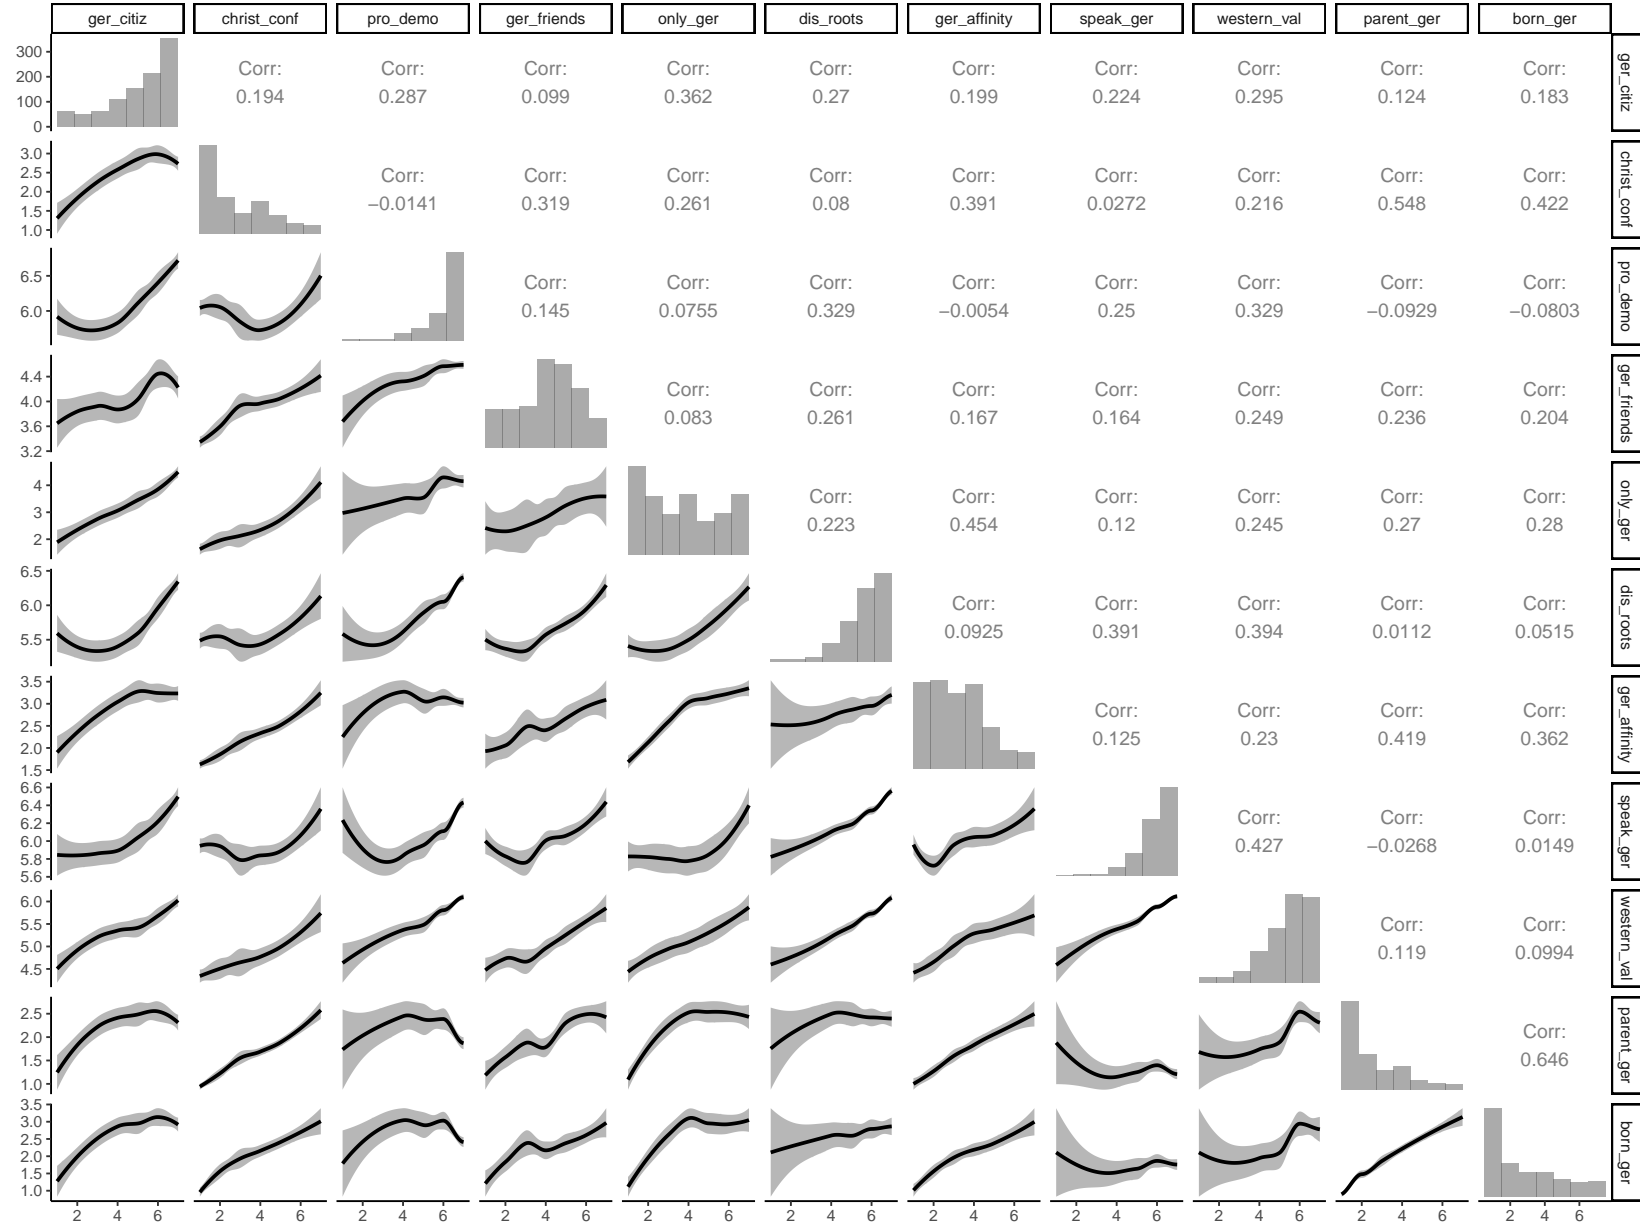 ger_citiz christ_conf pro_demo ger_friends only_ger dis_roots ger_affinity speak_ger western_val parent_ger born_ger
300
200
100
0
Corr: Corr: Corr: Corr: Corr: Corr: Corr: Corr: Corr: Corr:
0.194 0.287 0.099 0.362 0.27 0.199 0.224 0.295 0.124 0.183
ger_citiz
3.0
2.5
2.0
1.5
1.0
Corr: Corr: Corr: Corr: Corr: Corr: Corr: Corr: Corr:
−0.0141 0.319 0.261 0.08 0.391 0.0272 0.216 0.548 0.422
christ_conf
6.5
6.0
Corr: Corr: Corr: Corr: Corr: Corr: Corr: Corr:
0.145 0.0755 0.329 −0.0054 0.25 0.329 −0.0929 −0.0803
pro_demo
4.4
4.0
3.6
3.2
Corr: Corr: Corr: Corr: Corr: Corr: Corr:
0.083 0.261 0.167 0.164 0.249 0.236 0.204
ger_friends
4
3
2
Corr: Corr: Corr: Corr: Corr: Corr:
0.223 0.454 0.12 0.245 0.27 0.28
only_ger
6.5
6.0
5.5
Corr: Corr: Corr: Corr: Corr:
0.0925 0.391 0.394 0.0112 0.0515
dis_roots
3.5
3.0
2.5
2.0
1.5
Corr: Corr: Corr: Corr:
0.125 0.23 0.419 0.362
ger_affinity
6.6
6.4
6.2
6.0
5.8
5.6
Corr: Corr: Corr:
0.427 −0.0268 0.0149
speak_ger
6.0
5.5
5.0
4.5
Corr: Corr:
0.119 0.0994
western_val
2.5
2.0
1.5
1.0
Corr:
0.646
parent_ger
3.5
3.0
2.5
2.0
1.5
1.0
born_ger
2 4 6 2 4 6 2 4 6 2 4 6 2 4 6 2 4 6 2 4 6 2 4 6 2 4 6 2 4 6 2 4 6